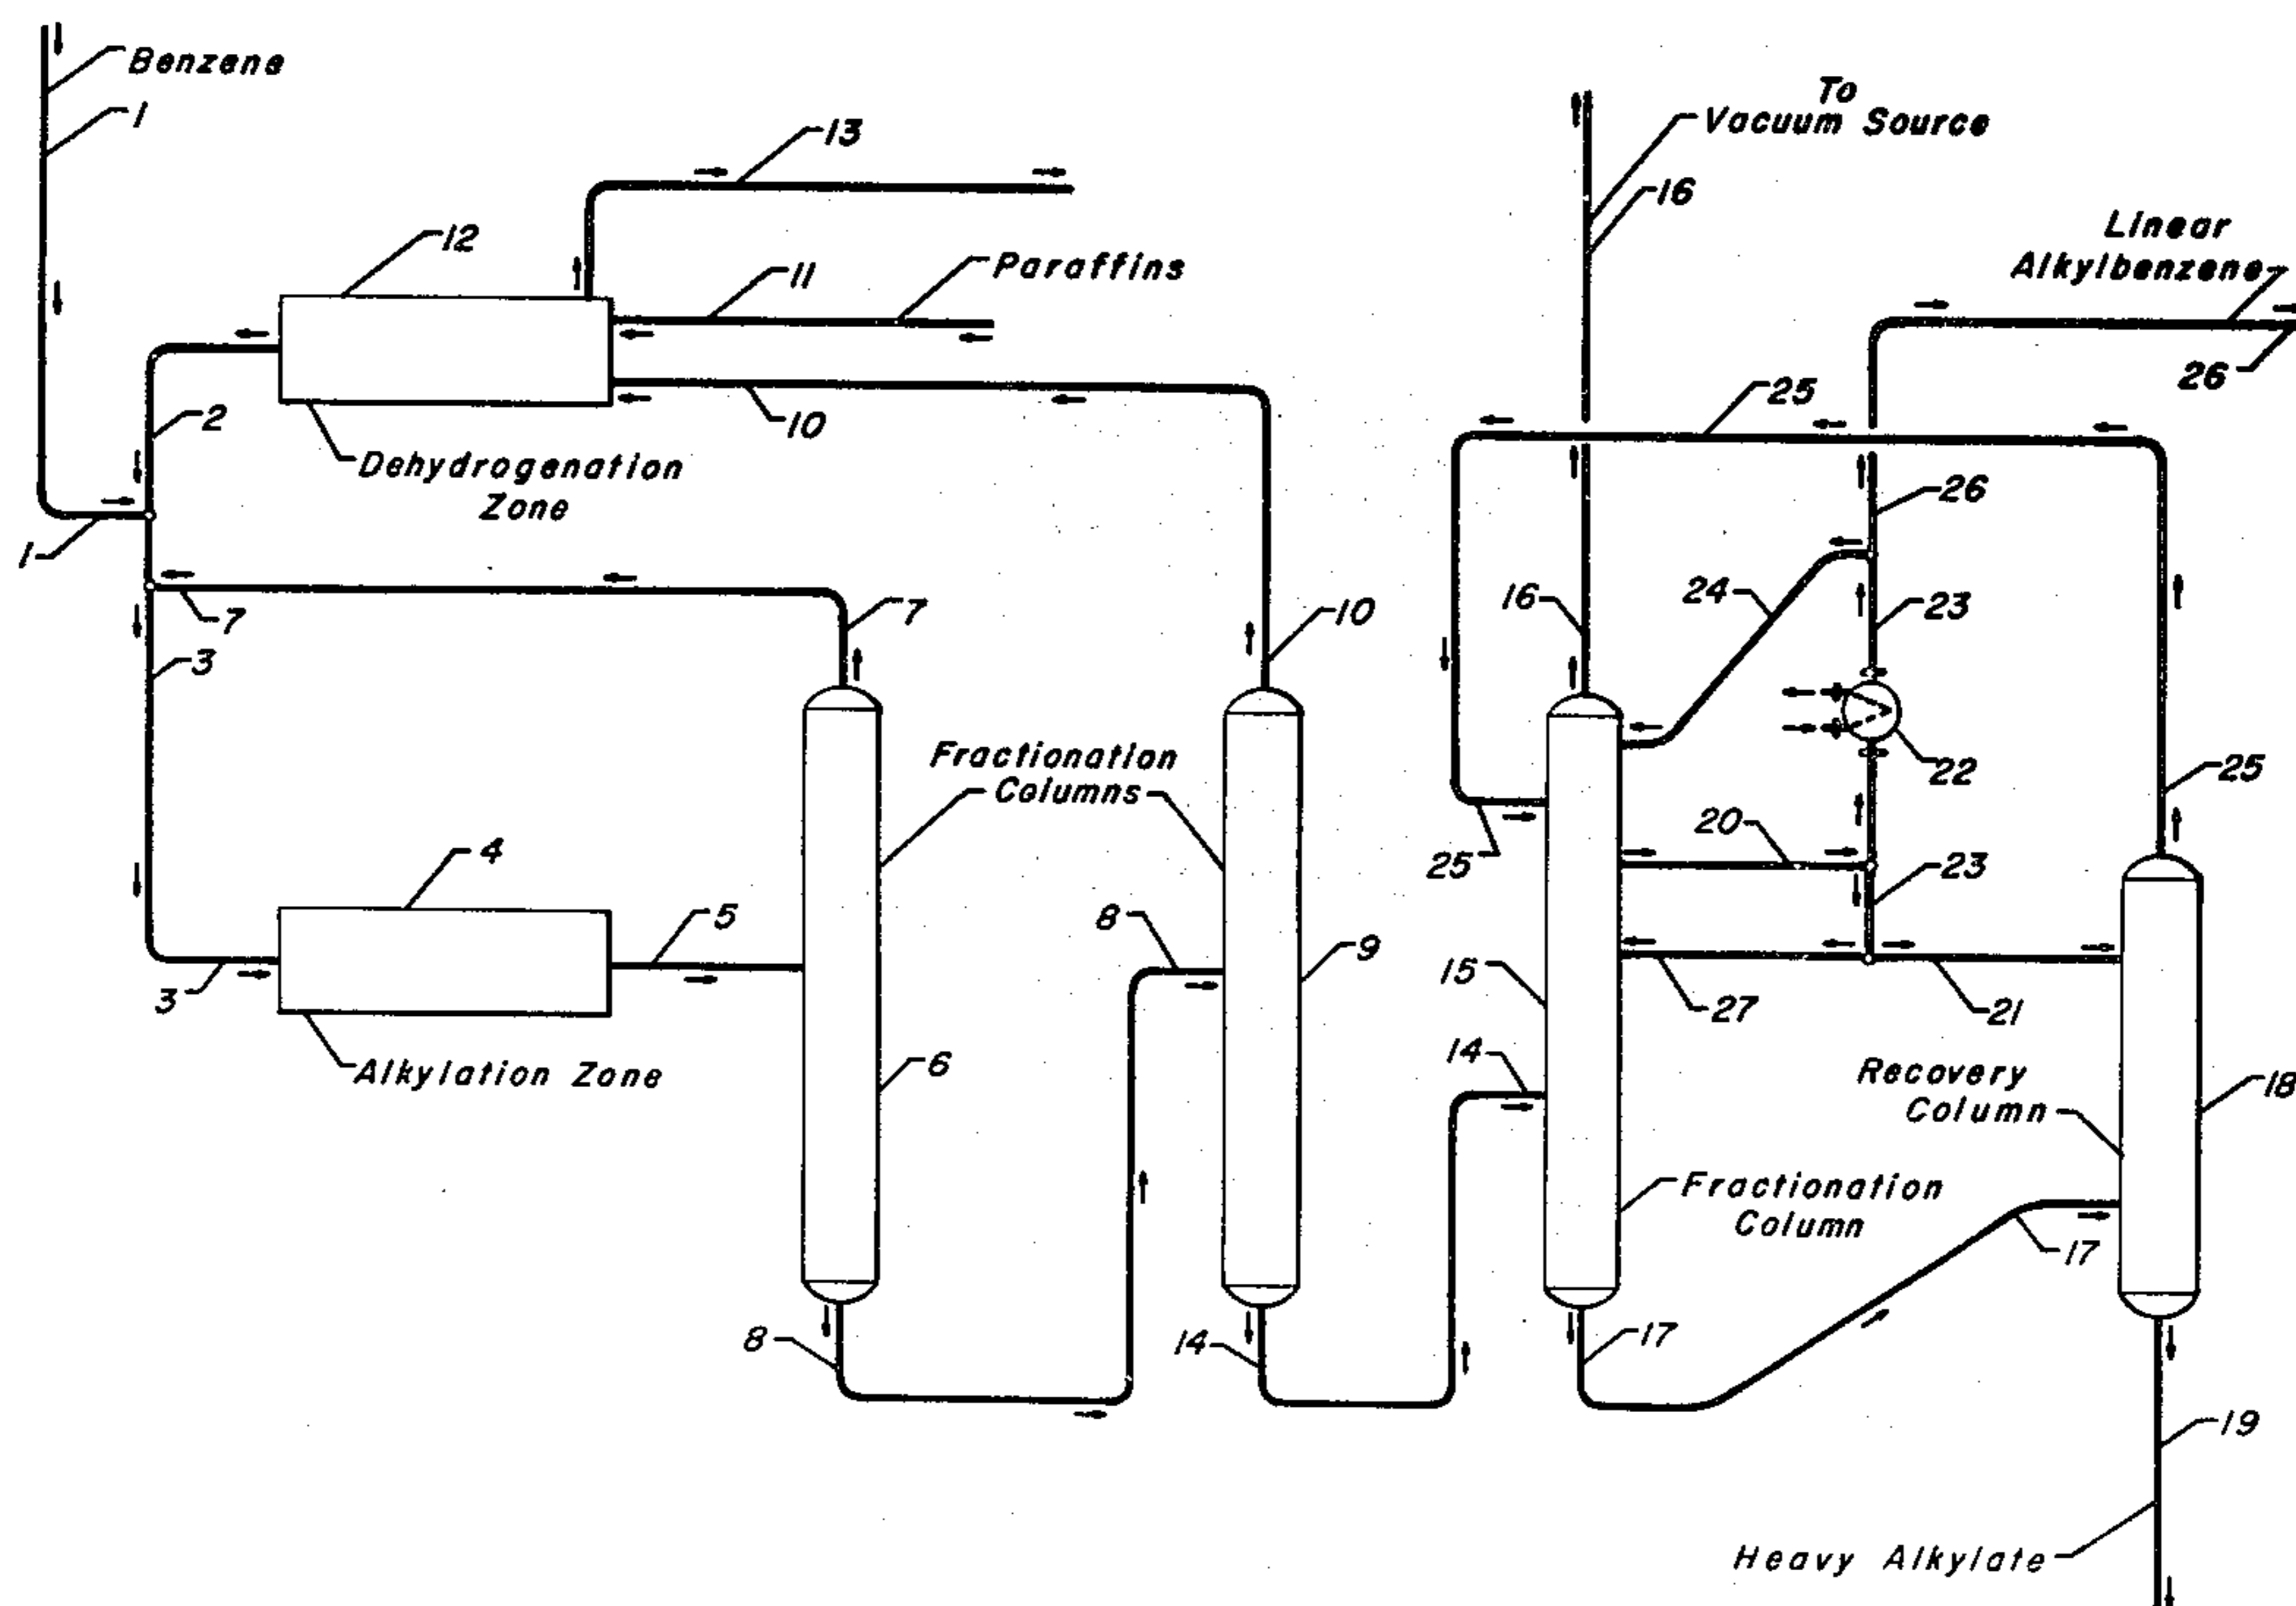 Benzene
1
13
To
Vacuum Source
16
12
11
Paraffins
Linear
Alkylbenzene
26
25
2
10
Dehydrogenation
Zone
26
1
7
7
10
16
24
23
3
Fractionation
Columns
22
25
20
25
23
4
5
8
9
15
27
21
3
14
Alkylation Zone
6
Recovery
Column
18
Fractionation
Column
17
8
14
17
19
Heavy Alkylate